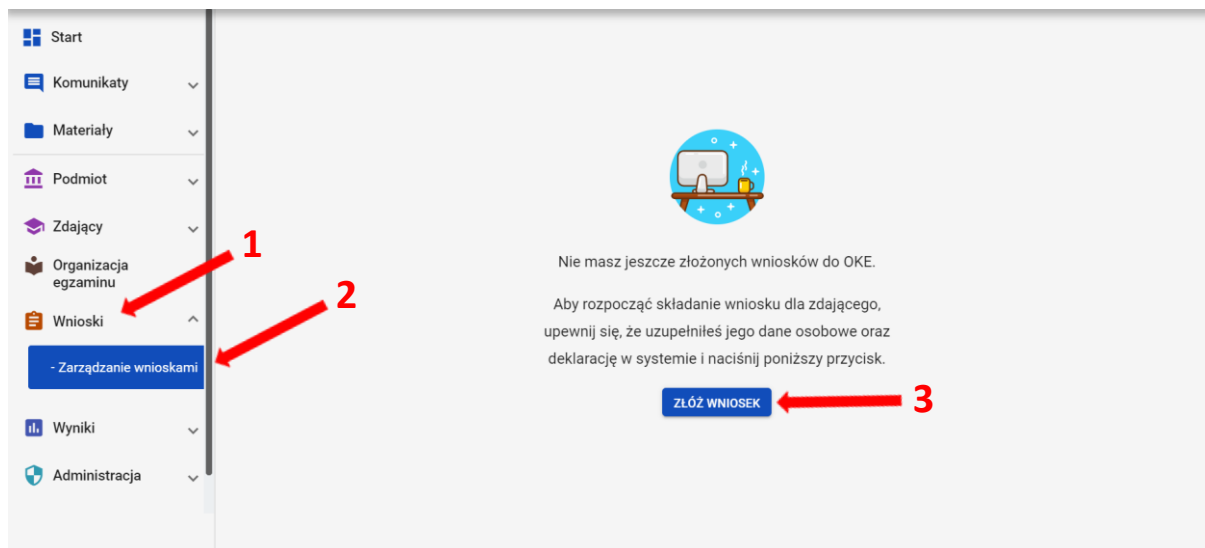 Start
Komunikaty
Materiały
Podmiot
Zdający
Organizacja
egzaminu
Wnioski
- Zarządzanie wnioskami
Wyniki
Administracja
1
2
Nie masz jeszcze złożonych wniosków do OKE.
Aby rozpocząć składanie wniosku dla zdającego,
upewnij się, że uzupełniłeś jego dane osobowe oraz
deklarację w systemie i naciśnij poniższy przycisk.
ZŁÓŻ WNIOSEK
3